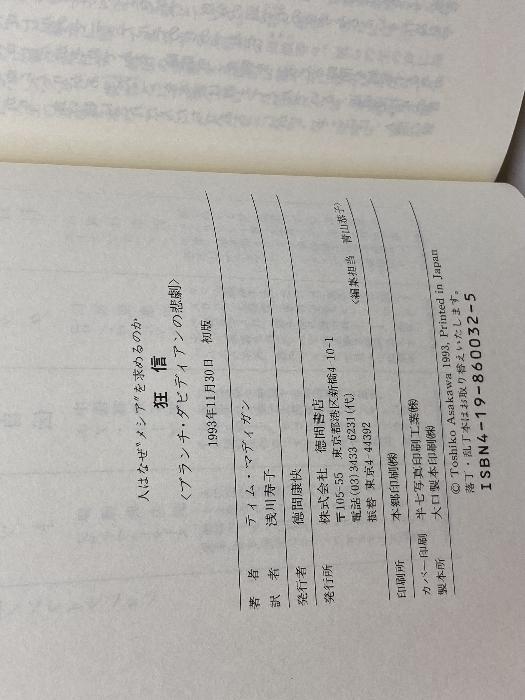 人はなぜ”メシア”を求めるのか
狂信
〈ブランチ・ダビディアンの悲劇〉
1993年11月30日 初版
著者 ティム・マディガン
訳者 浅川寿子
発行者 徳間康快
発行所 株式会社 徳間書店
〒105-55 東京都港区新橋4-10-1
電話(03)3433・6231(代)
振替 東京4-44392
〈編集担当 青山恭子〉
印刷所 本郷印刷㈱
カバー印刷 半七写真印刷工業㈱
製本所 大口製本印刷㈱
© Toshiko Asakawa 1993, Printed in Japan
落丁・乱丁本はお取り替えいたします。
ISBN4-19-860032-5